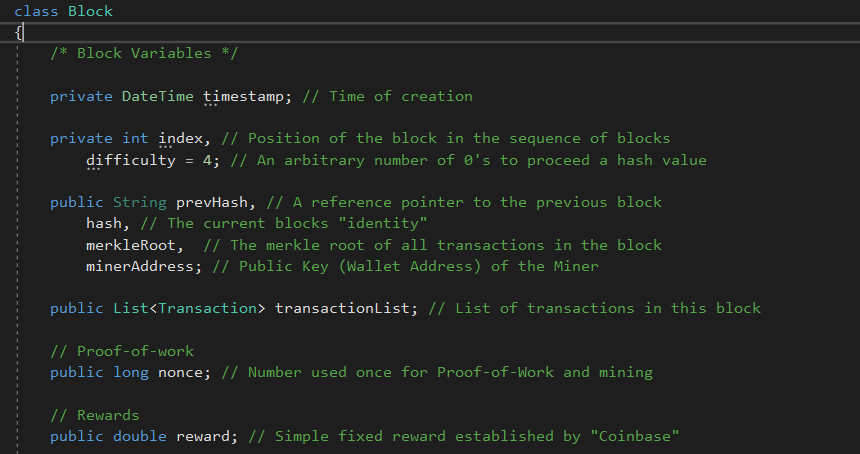 class Block
{
/* Block Variables */
private DateTime timestamp; // Time of creation
private int index, // Position of the block in the sequence of blocks
difficulty = 4; // An arbitrary number of 0's to proceed a hash value
public String prevHash, // A reference pointer to the previous block
hash, // The current blocks "identity"
merkleRoot,  // The merkle root of all transactions in the block
minerAddress; // Public Key (Wallet Address) of the Miner
public List<Transaction> transactionList; // List of transactions in this block
// Proof-of-work
public long nonce; // Number used once for Proof-of-Work and mining
// Rewards
public double reward; // Simple fixed reward established by "Coinbase"